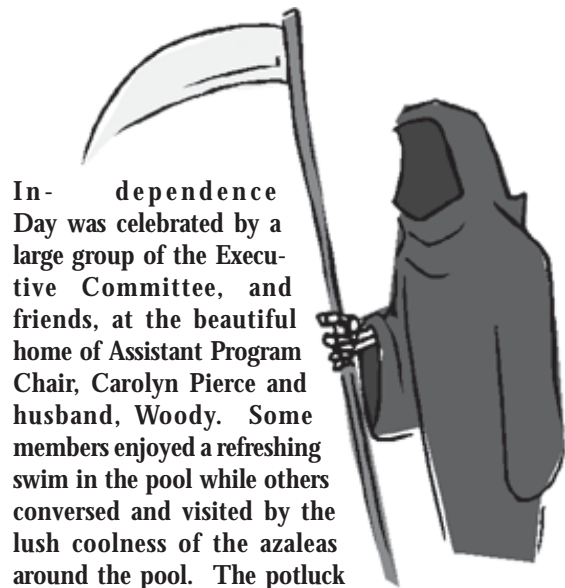 In- dependence
Day was celebrated by a
large group of the Execu-
tive Committee, and
friends, at the beautiful
home of Assistant Program
Chair, Carolyn Pierce and
husband, Woody. Some
members enjoyed a refreshing
swim in the pool while others
conversed and visited by the
lush coolness of the azaleas
around the pool. The potluck